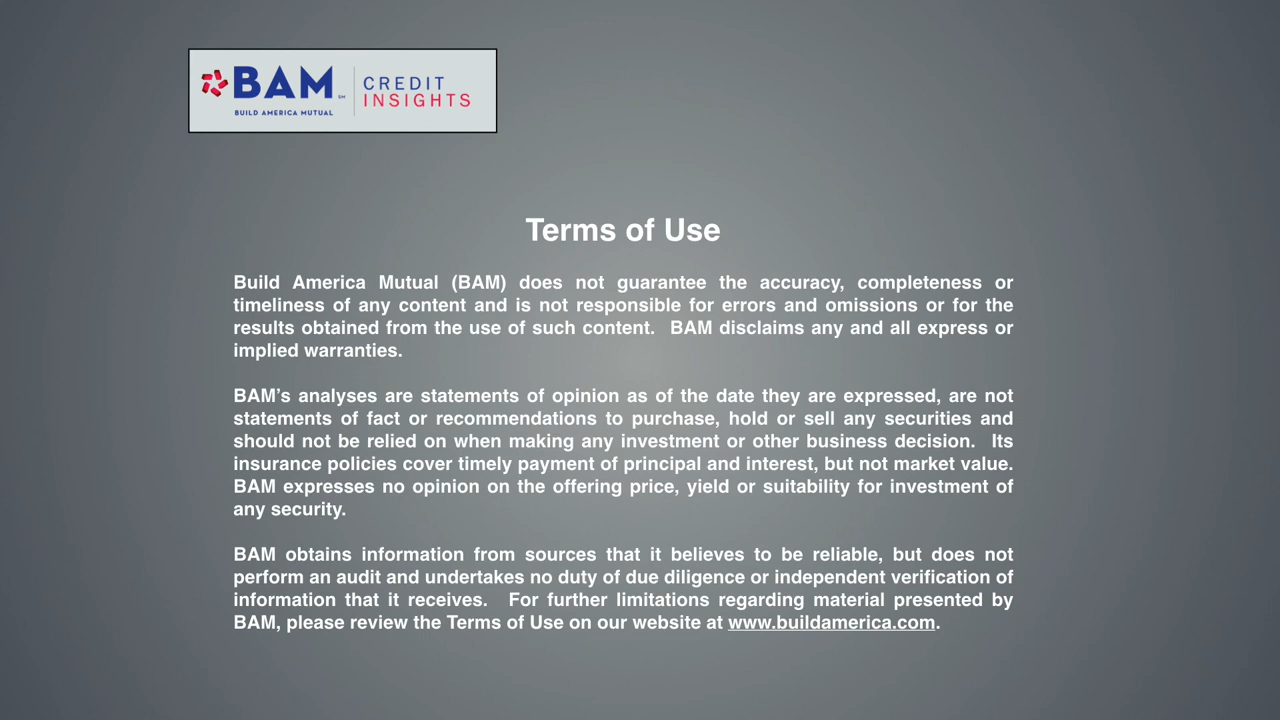 BAM SM
BUILD AMERICA MUTUAL
CREDIT
INSIGHTS
Terms of Use
Build America Mutual (BAM) does not guarantee the accuracy, completeness or
timeliness of any content and is not responsible for errors and omissions or for the
results obtained from the use of such content.  BAM disclaims any and all express or
implied warranties.
BAM’s analyses are statements of opinion as of the date they are expressed, are not
statements of fact or recommendations to purchase, hold or sell any securities and
should not be relied on when making any investment or other business decision.  Its
insurance policies cover timely payment of principal and interest, but not market value.
BAM expresses no opinion on the offering price, yield or suitability for investment of
any security.
BAM obtains information from sources that it believes to be reliable, but does not
perform an audit and undertakes no duty of due diligence or independent verification of
information that it receives.  For further limitations regarding material presented by
BAM, please review the Terms of Use on our website at www.buildamerica.com.